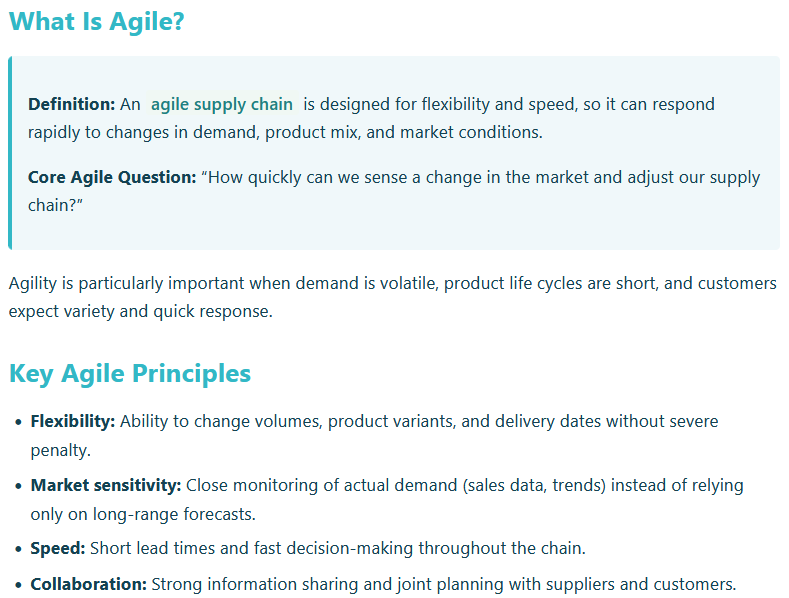 What Is Agile?
Definition: An agile supply chain is designed for flexibility and speed, so it can respond
rapidly to changes in demand, product mix, and market conditions.
Core Agile Question: “How quickly can we sense a change in the market and adjust our supply
chain?”
Agility is particularly important when demand is volatile, product life cycles are short, and customers
expect variety and quick response.
Key Agile Principles
• Flexibility: Ability to change volumes, product variants, and delivery dates without severe
penalty.
• Market sensitivity: Close monitoring of actual demand (sales data, trends) instead of relying
only on long-range forecasts.
• Speed: Short lead times and fast decision-making throughout the chain.
• Collaboration: Strong information sharing and joint planning with suppliers and customers.